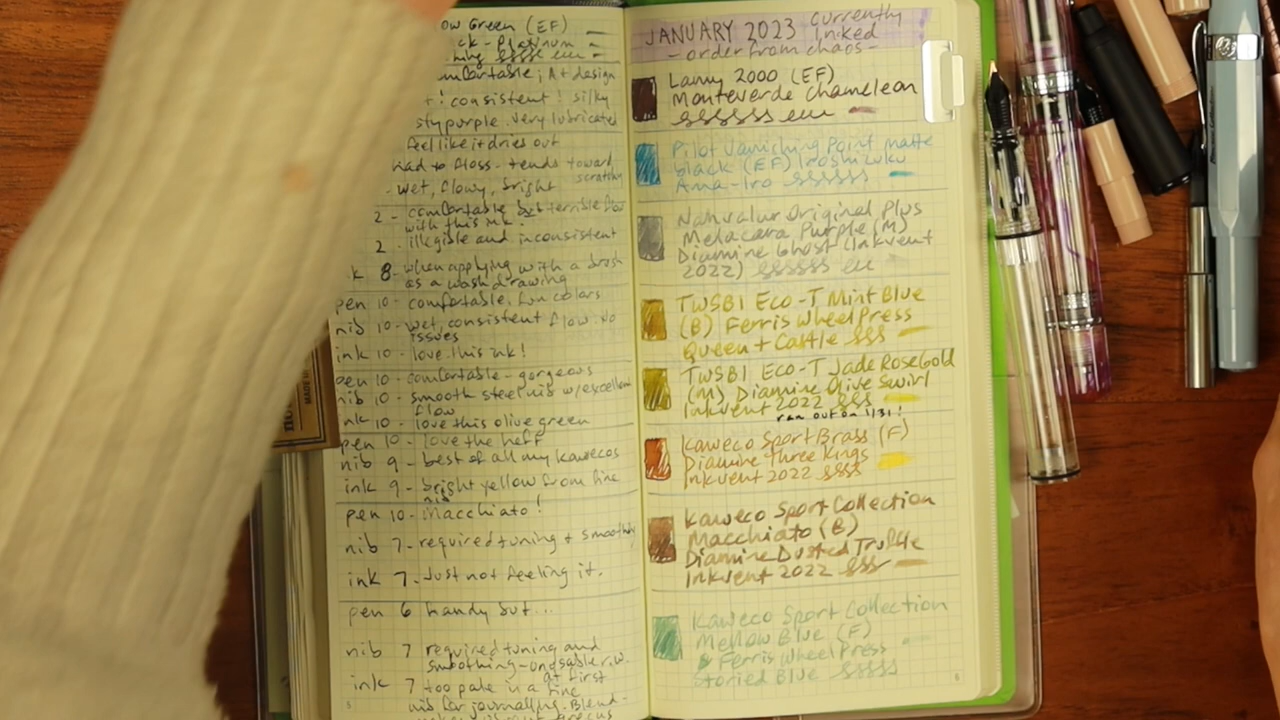 ow Green (EF)
ck - Platinum
comfortable; A+ design
! consistent! silky
sty purple. Very lubricated
feel like it dries out
had to floss - tends toward scratchy
- wet, flowy, bright
2 - comfortable but terrible flow
with this ink.
2 - illegible and inconsistent
k 8 - when applying with a brush
as a wash drawing
pen 10 - comfortable. fun colors
nib 10 - wet, consistent flow. No
issues
ink 10 - love this ink!
pen 10 - comfortable - gorgeous
nib 10 - smooth steel nib w/excellent
flow
ink 10 - love this olive green
pen 10 - love the heft
nib 9 - best of all my Kawecos
ink 9 - bright yellow from fine
nib
pen 10 - macchiato!
nib 7 - required tuning + smoothing
ink 7 - Just not feeling it.
pen 6 handy but...
nib 7 required tuning and
smoothing - 
at first
ink 7 too pale in a fine
nib for journalling. Blend-
JANUARY 2023 Currently
Inked
- order from chaos -
Lamy 2000 (EF)
Monteverde Chameleon
Pilot Vanishing Point matte
black (EF) Iroshizuku
Ama-Iro
Nahvalur Original Plus
Melacara Purple (M)
Diamine Ghost (Inkvent
2022)
TWSBI Eco-T Mint Blue
(B) Ferris Wheel Press
Queen + Castle
TWSBI Eco-T Jade RoseGold
(M) Diamine Olive Swirl
Inkvent 2022
ran out on 1/31!
Kaweco Sport Brass (F)
Diamine Three Kings
Inkvent 2022
Kaweco Sport Collection
Macchiato (B)
Diamine Dusted Truffle
Inkvent 2022
Kaweco Sport Collection
Mellow Blue (F)
Ferris Wheel Press
Storied Blue
5
6